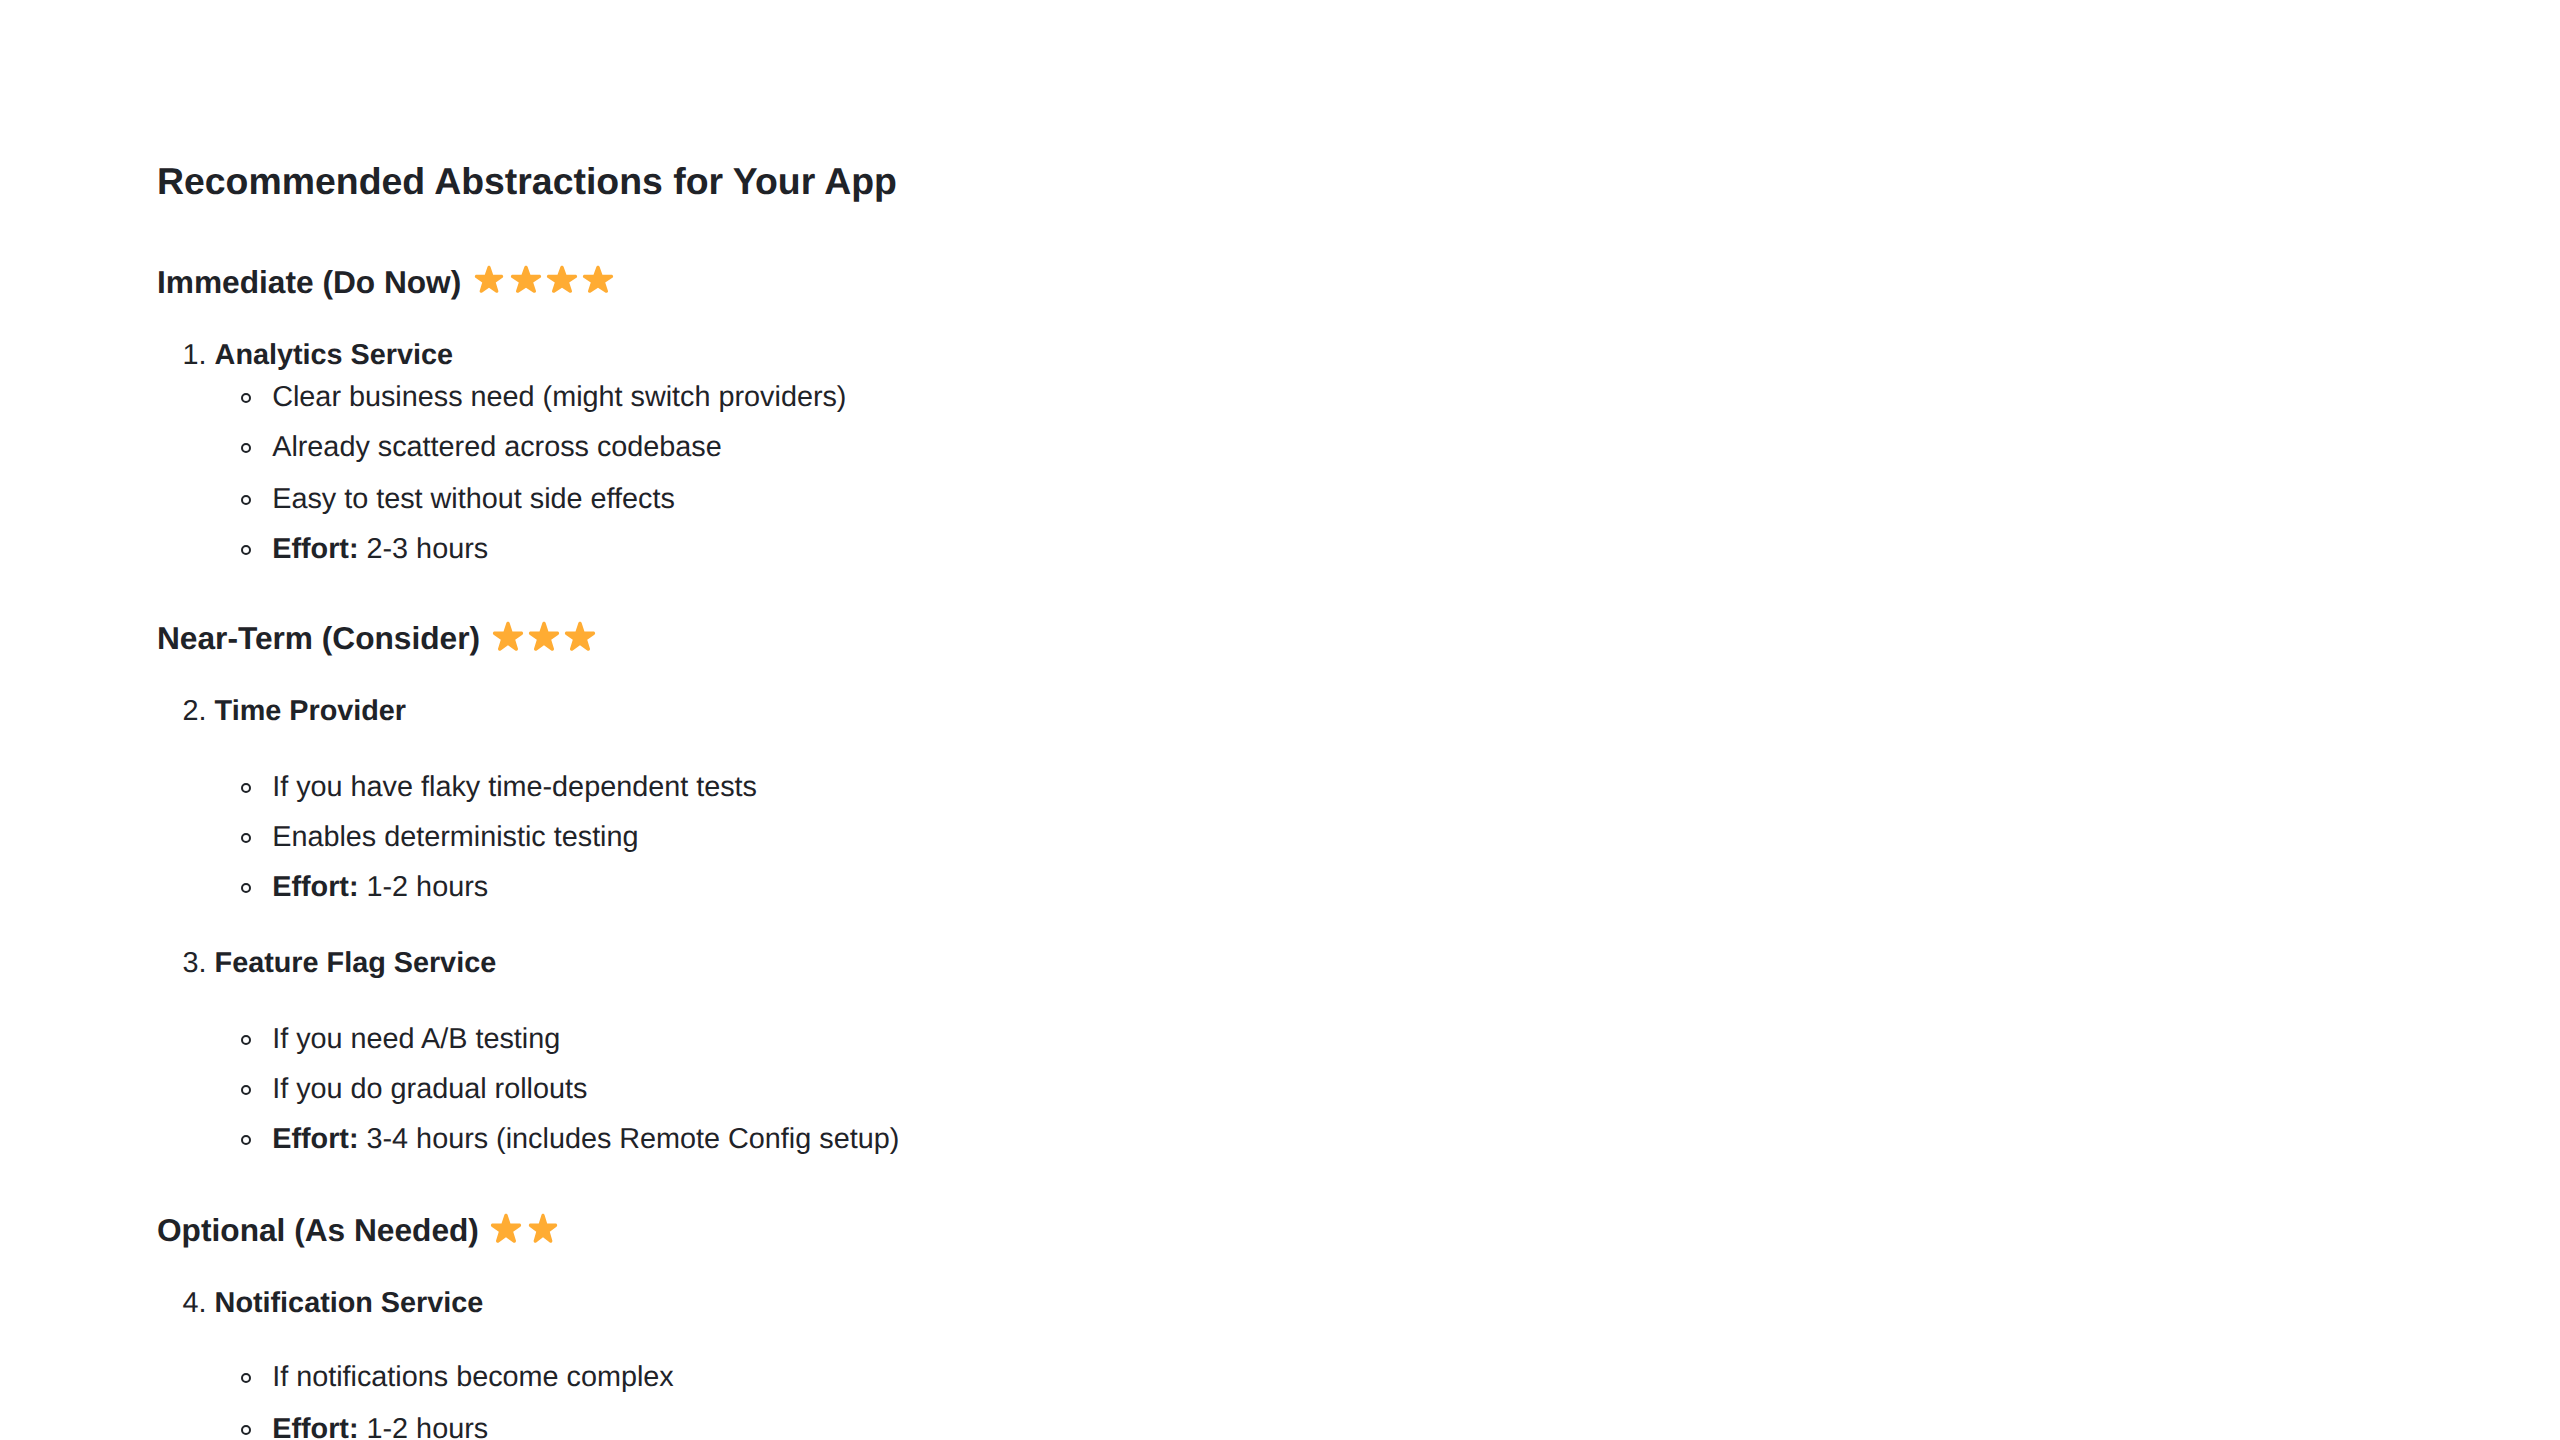 Recommended Abstractions for Your App
Immediate (Do Now) ⭐⭐⭐⭐
1. Analytics Service
Clear business need (might switch providers)
Already scattered across codebase
Easy to test without side effects
Effort: 2-3 hours
Near-Term (Consider) ⭐⭐⭐
2. Time Provider
If you have flaky time-dependent tests
Enables deterministic testing
Effort: 1-2 hours
3. Feature Flag Service
If you need A/B testing
If you do gradual rollouts
Effort: 3-4 hours (includes Remote Config setup)
Optional (As Needed) ⭐⭐
4. Notification Service
If notifications become complex
Effort: 1-2 hours